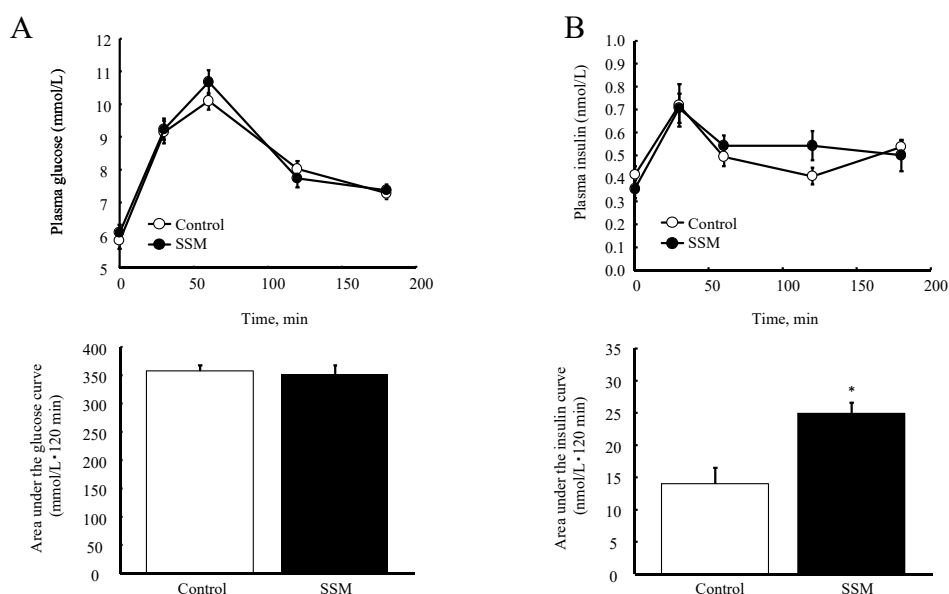 A
Plasma glucose (mmol/L)
12
11
10
9
8
7
6
5
Control
SSM
0
50
100
150
200
Time, min
B
Plasma insulin (nmol/L)
1.0
0.9
0.8
0.7
0.6
0.5
0.4
0.3
0.2
0.1
0.0
Control
SSM
0
50
100
150
200
Time, min
Area under the glucose curve
(mmol/L・120 min)
400
350
300
250
200
150
100
50
0
Control
SSM
Area under the insulin curve
(nmol/L・120 min)
35
30
25
20
15
10
5
0
*
Control
SSM